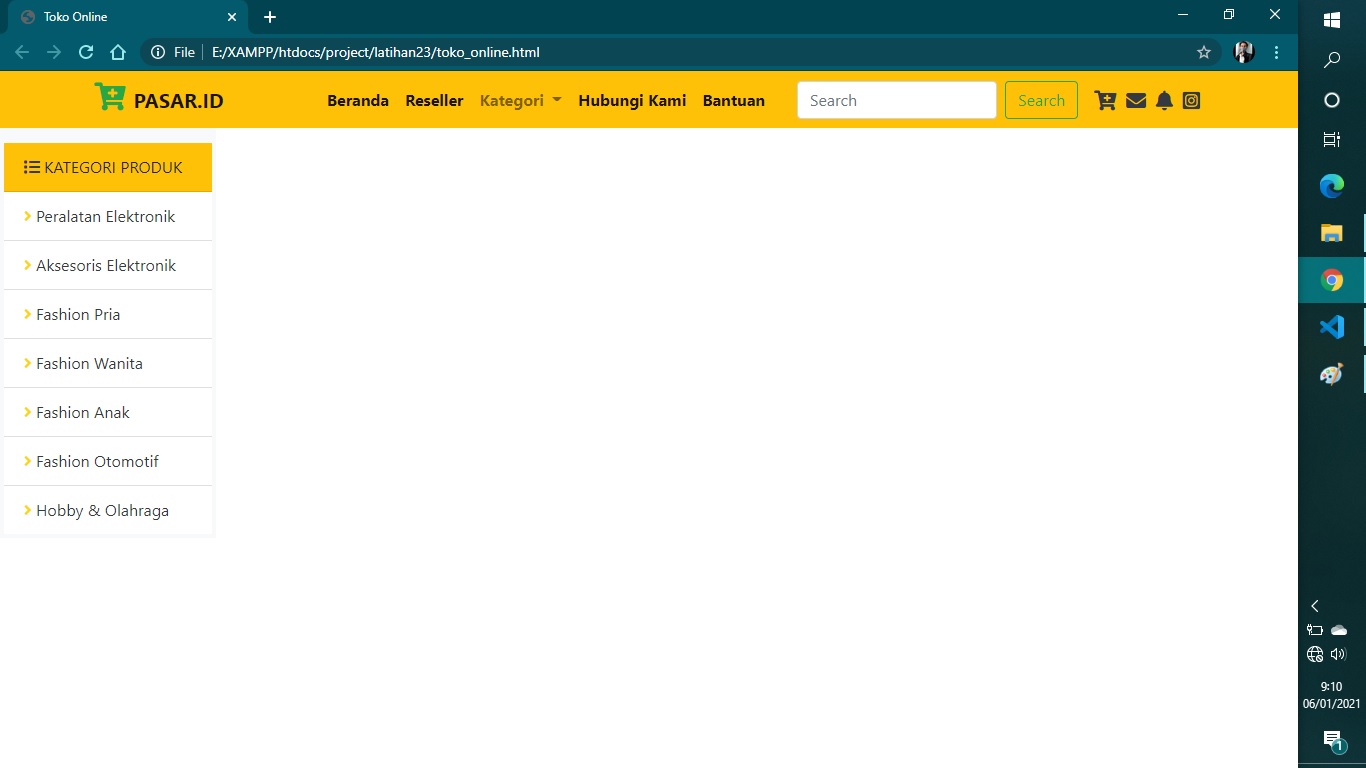 Toko Online
File E:/XAMPP/htdocs/project/latihan23/toko_online.html
PASAR.ID Beranda Reseller Kategori Hubungi Kami Bantuan Search Search
KATEGORI PRODUK
Peralatan Elektronik
Aksesoris Elektronik
Fashion Pria
Fashion Wanita
Fashion Anak
Fashion Otomotif
Hobby & Olahraga
9:10
06/01/2021
1